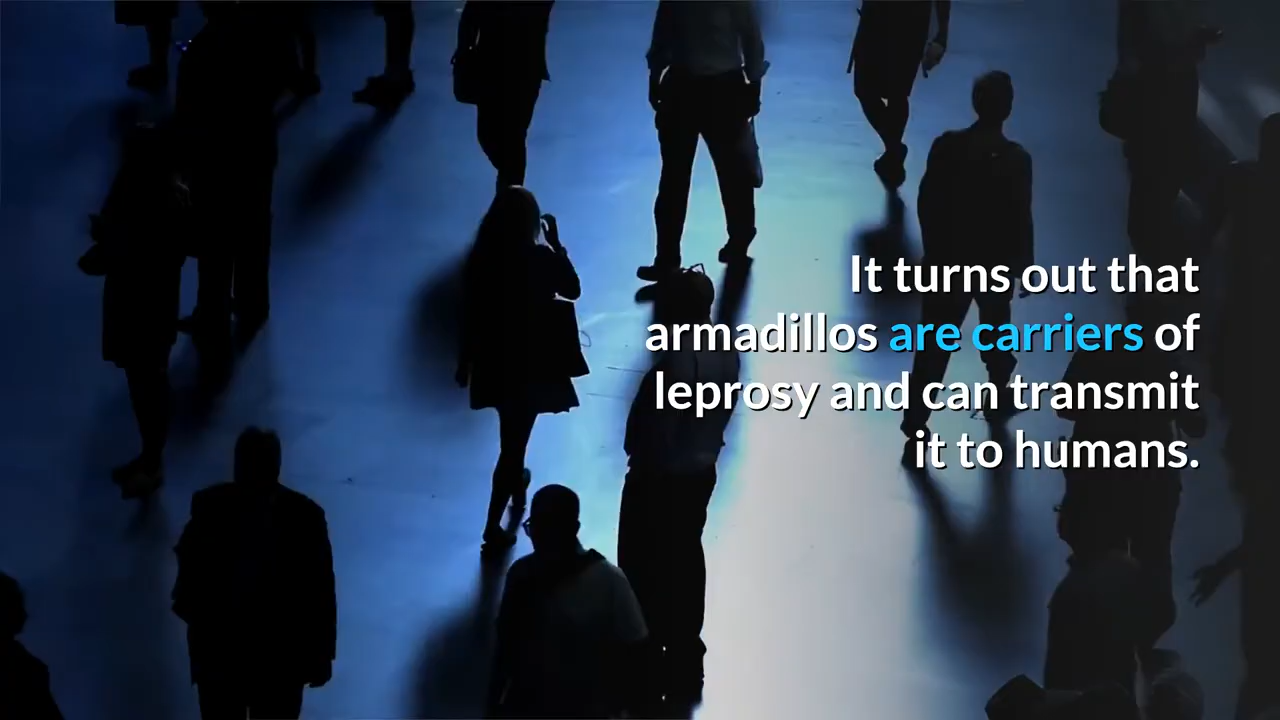 It turns out that
armadillos are carriers of
leprosy and can transmit
it to humans.